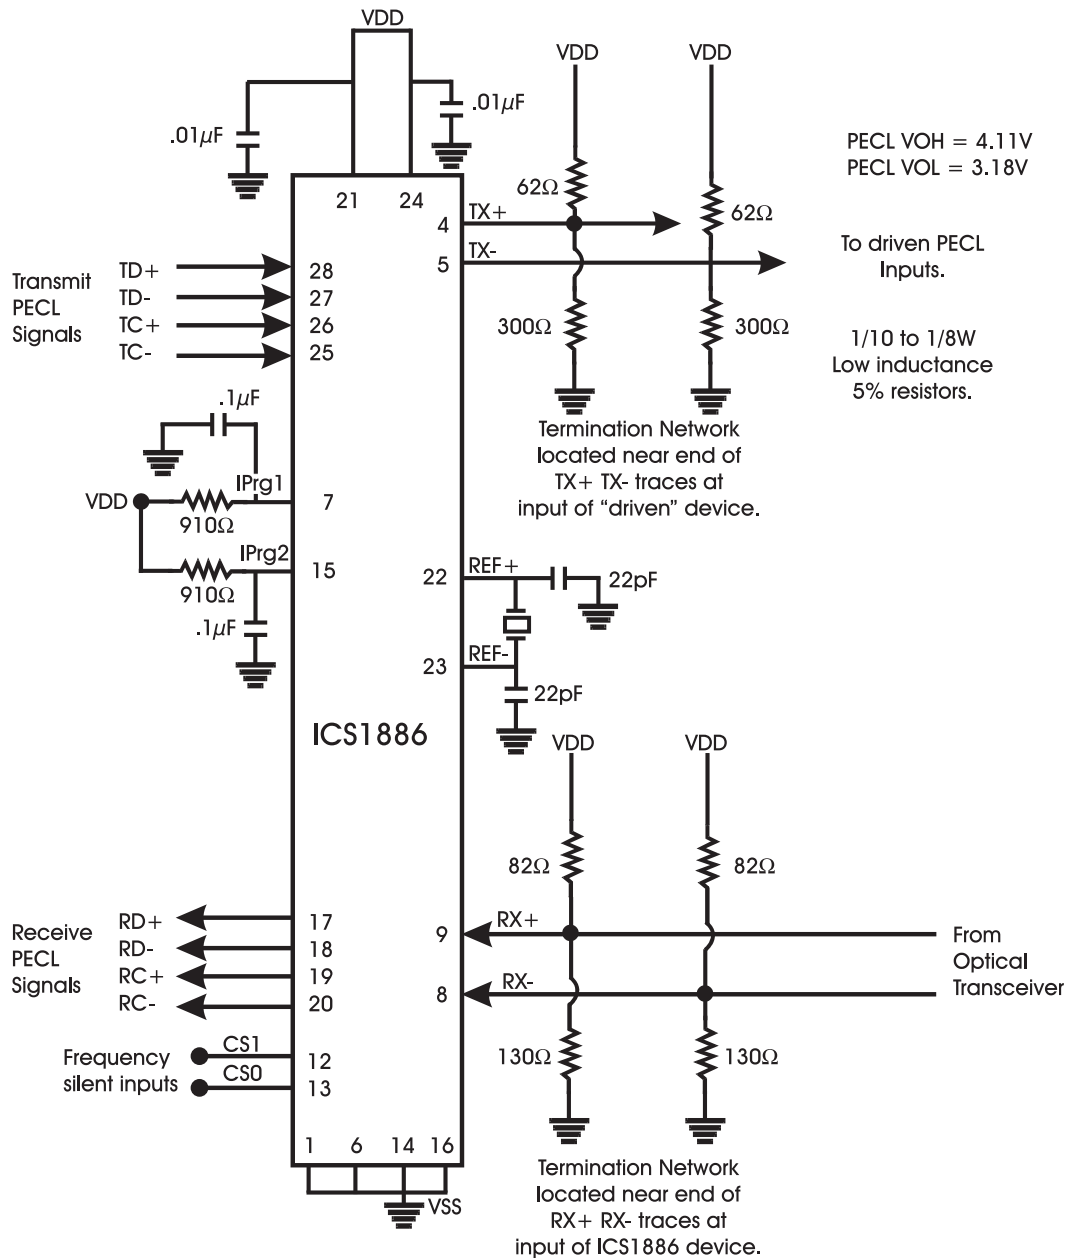 VDD
.01µF
.01µF
VDD
VDD
PECL VOH = 4.11V
PECL VOL = 3.18V
21
24
62Ω
62Ω
4
TX+
5
TX-
To driven PECL
Inputs.
Transmit
PECL
Signals
TD+
TD-
TC+
TC-
28
27
26
25
300Ω
300Ω
1/10 to 1/8W
Low inductance
5% resistors.
Termination Network
located near end of
TX+ TX- traces at
input of “driven” device.
.1µF
IPrg1
VDD
910Ω
7
IPrg2
910Ω
15
.1µF
22
REF+
22pF
23
REF-
22pF
ICS1886
VDD
VDD
82Ω
82Ω
Receive
PECL
Signals
RD+
RD-
RC+
RC-
17
18
19
20
9
RX+
8
RX-
From
Optical
Transceiver
Frequency
silent inputs
CS1
CS0
12
13
130Ω
130Ω
1
6
14
16
VSS
Termination Network
located near end of
RX+ RX- traces at
input of ICS1886 device.